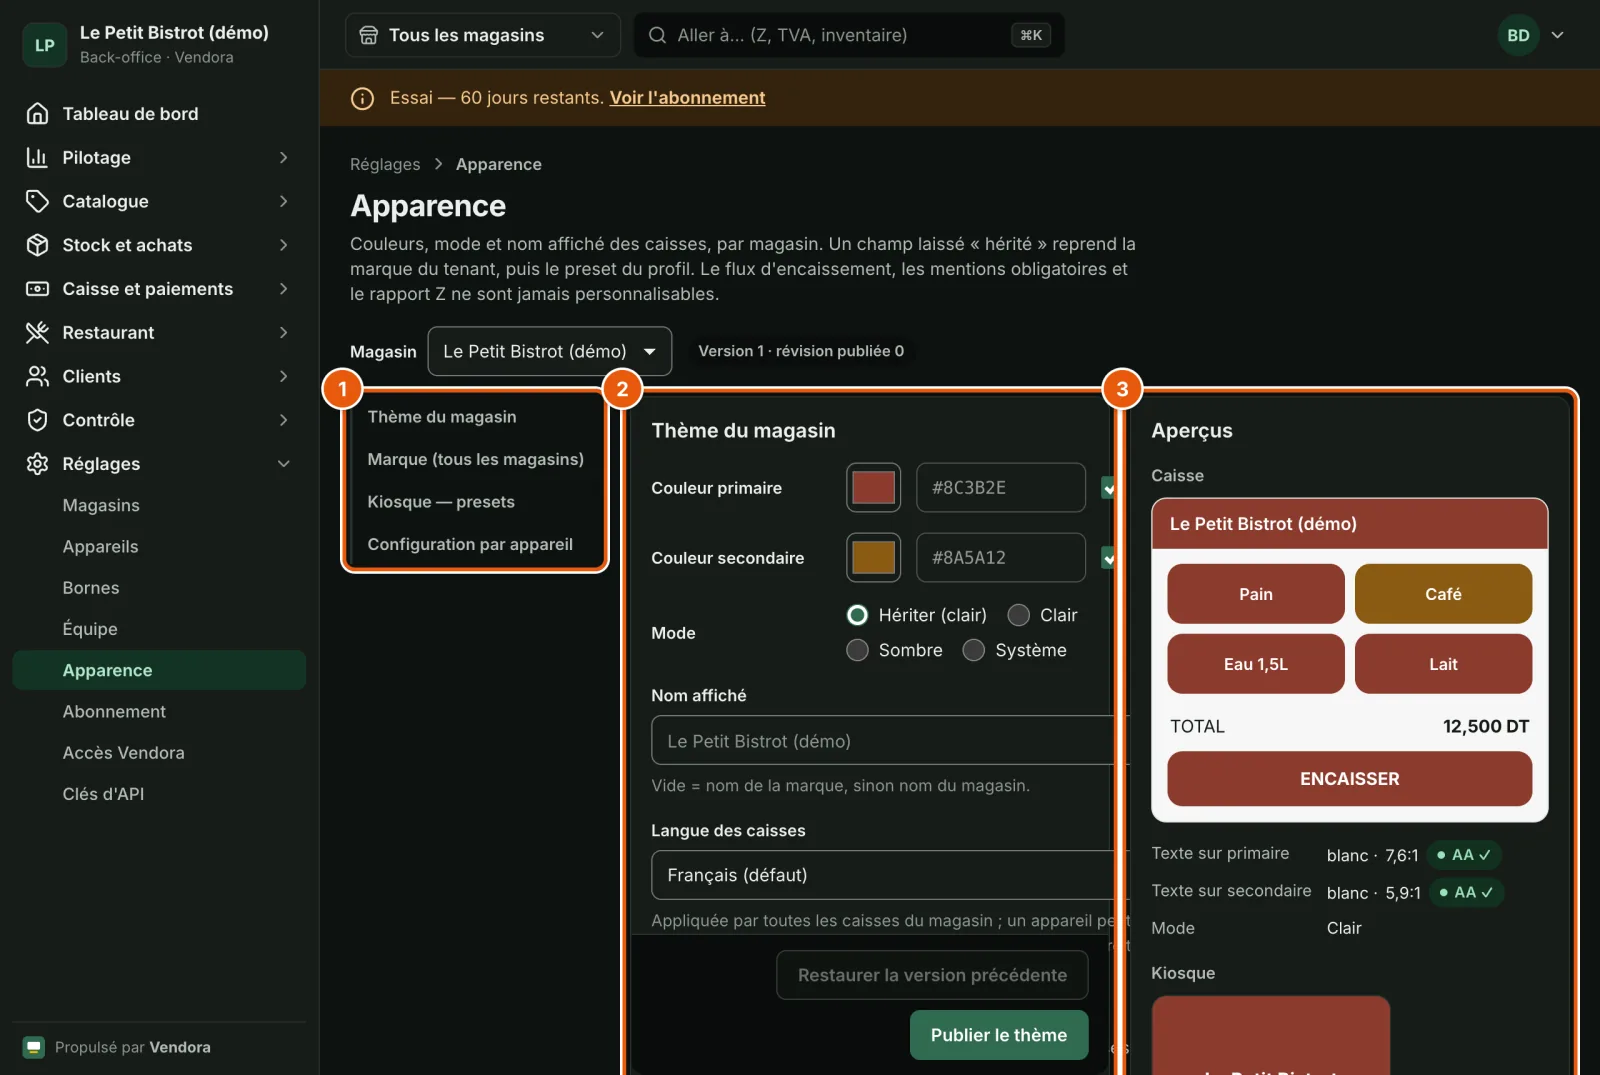 LP
Le Petit Bistrot (démo)
Back-office · Vendora
Tableau de bord
Pilotage
Catalogue
Stock et achats
Caisse et paiements
Restaurant
Clients
Contrôle
Réglages
Magasins
Appareils
Bornes
Équipe
Apparence
Abonnement
Accès Vendora
Clés d'API
Propulsé par Vendora
Tous les magasins
Aller à... (Z, TVA, inventaire)
⌘K
BD
Essai — 60 jours restants. Voir l'abonnement
Réglages > Apparence
Apparence
Couleurs, mode et nom affiché des caisses, par magasin. Un champ laissé « hérité » reprend la
marque du tenant, puis le preset du profil. Le flux d'encaissement, les mentions obligatoires et
le rapport Z ne sont jamais personnalisables.
Magasin
Le Petit Bistrot (démo)
Version 1 · révision publiée 0
1
Thème du magasin
Marque (tous les magasins)
Kiosque — presets
Configuration par appareil
2
Thème du magasin
Couleur primaire
#8C3B2E
Couleur secondaire
#8A5A12
Mode
Hériter (clair)
Clair
Sombre
Système
Nom affiché
Le Petit Bistrot (démo)
Vide = nom de la marque, sinon nom du magasin.
Langue des caisses
Français (défaut)
Appliquée par toutes les caisses du magasin ; un appareil
Restaurer la version précédente
Publier le thème
3
Aperçus
Caisse
Le Petit Bistrot (démo)
Pain
Café
Eau 1,5L
Lait
TOTAL
12,500 DT
ENCAISSER
Texte sur primaire
blanc · 7,6:1
AA ✓
Texte sur secondaire
blanc · 5,9:1
AA ✓
Mode
Clair
Kiosque